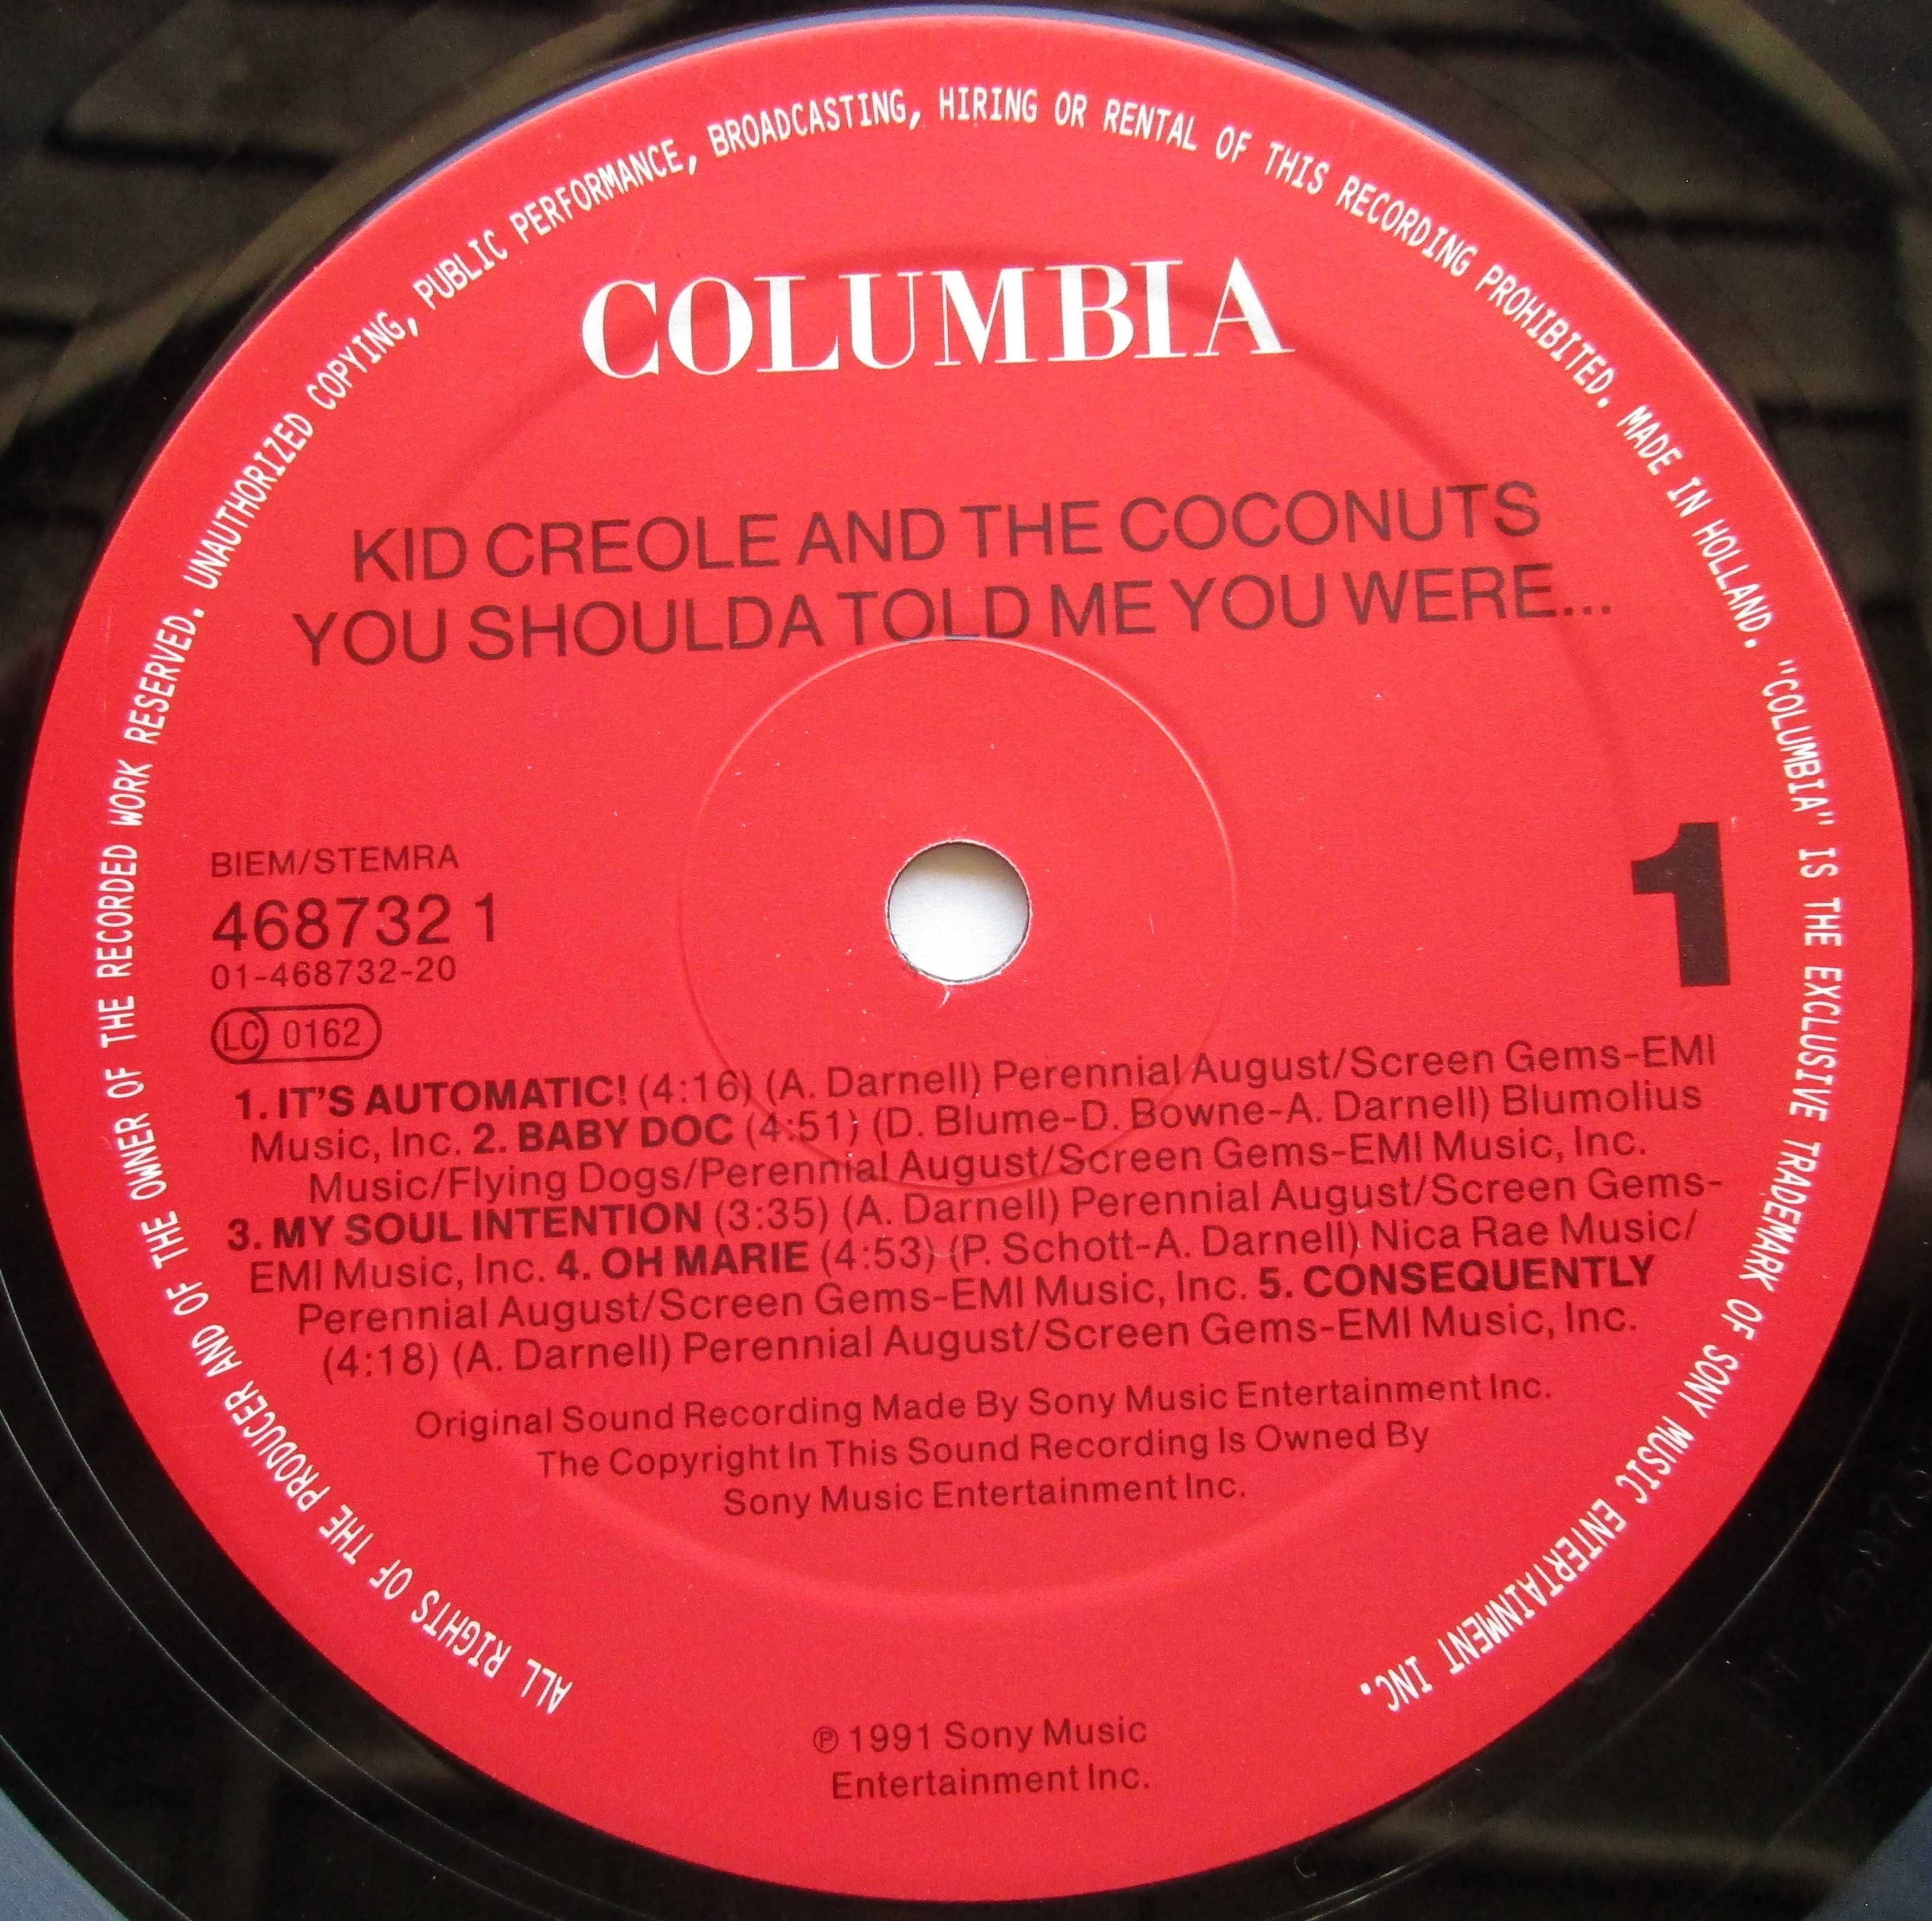 COLUMBIA
KID CREOLE AND THE COCONUTS
YOU SHOULDA TOLD ME YOU WERE...
BIEM/STEMRA
468732 1
01-468732-20
LC 0162
1
1. IT'S AUTOMATIC! (4:16) (A. Darnell) Perennial August/Screen Gems-EMI
Music, Inc. 2. BABY DOC (4:51) (D. Blume-D. Bowne-A. Darnell) Blumolius
Music/Flying Dogs/Perennial August/Screen Gems-EMI Music, Inc.
3. MY SOUL INTENTION (3:35) (A. Darnell) Perennial August/Screen Gems-
EMI Music, Inc. 4. OH MARIE (4:53) (P. Schott-A. Darnell) Nica Rae Music/
Perennial August/Screen Gems-EMI Music, Inc. 5. CONSEQUENTLY
(4:18) (A. Darnell) Perennial August/Screen Gems-EMI Music, Inc.
Original Sound Recording Made By Sony Music Entertainment Inc.
The Copyright In This Sound Recording Is Owned By
Sony Music Entertainment Inc.
℗ 1991 Sony Music
Entertainment Inc.
ALL RIGHTS OF THE PRODUCER AND OF THE OWNER OF THE RECORDED WORK RESERVED. UNAUTHORIZED COPYING, PUBLIC PERFORMANCE, BROADCASTING, HIRING OR RENTAL OF THIS RECORDING PROHIBITED. MADE IN HOLLAND. "COLUMBIA" IS THE EXCLUSIVE TRADEMARK OF SONY MUSIC ENTERTAINMENT INC.